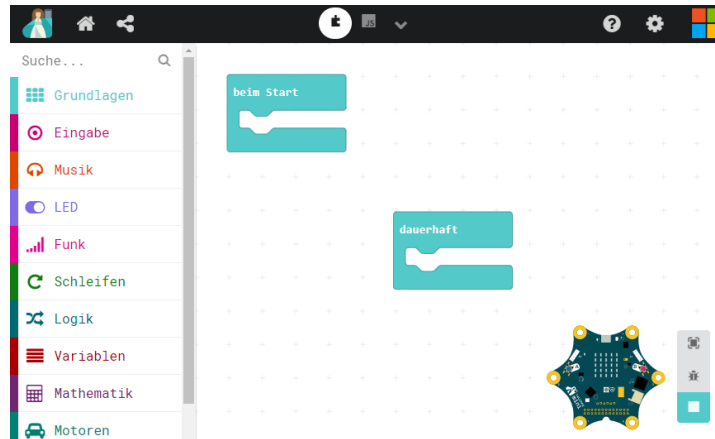 JS
Suche...
Grundlagen
Eingabe
Musik
LED
Funk
Schleifen
Logik
Variablen
Mathematik
Motoren
beim Start
dauerhaft